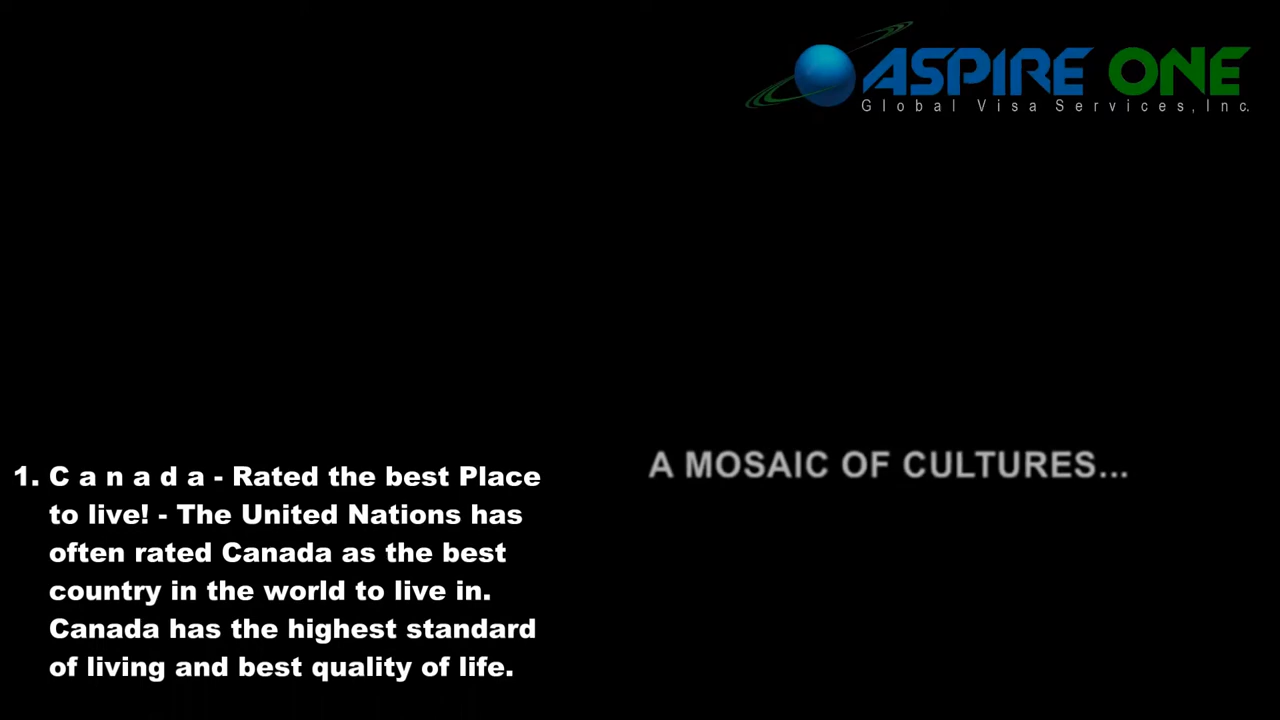 ASPIRE ONE
Global Visa Services, Inc.
1. C a n a d a - Rated the best Place
to live! - The United Nations has
often rated Canada as the best
country in the world to live in.
Canada has the highest standard
of living and best quality of life.
A MOSAIC OF CULTURES...